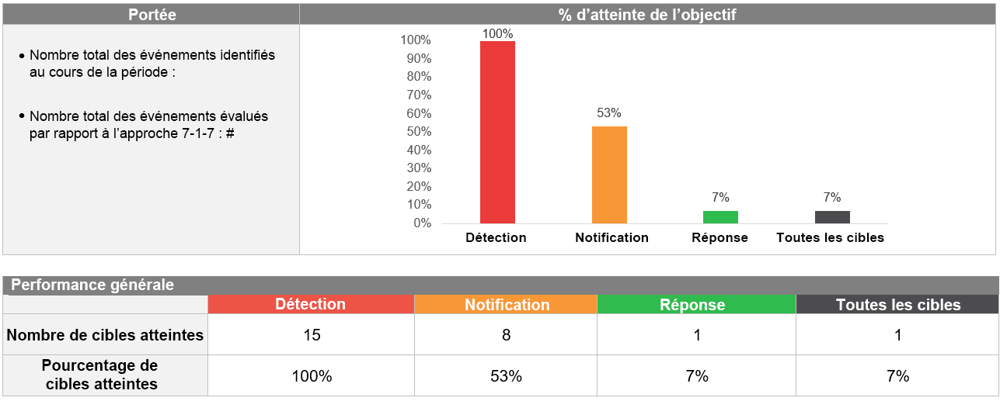 Portée
% d’atteinte de l’objectif
• Nombre total des événements identifiés
au cours de la période :
• Nombre total des événements évalués
par rapport à l’approche 7-1-7 : #
100%
90%
80%
70%
60%
50%
40%
30%
20%
10%
0%
100%
53%
7%
7%
Détection
Notification
Réponse
Toutes les cibles
Performance générale
Détection Notification Réponse Toutes les cibles
Nombre de cibles atteintes 15 8 1 1
Pourcentage de
cibles atteintes
100% 53% 7% 7%